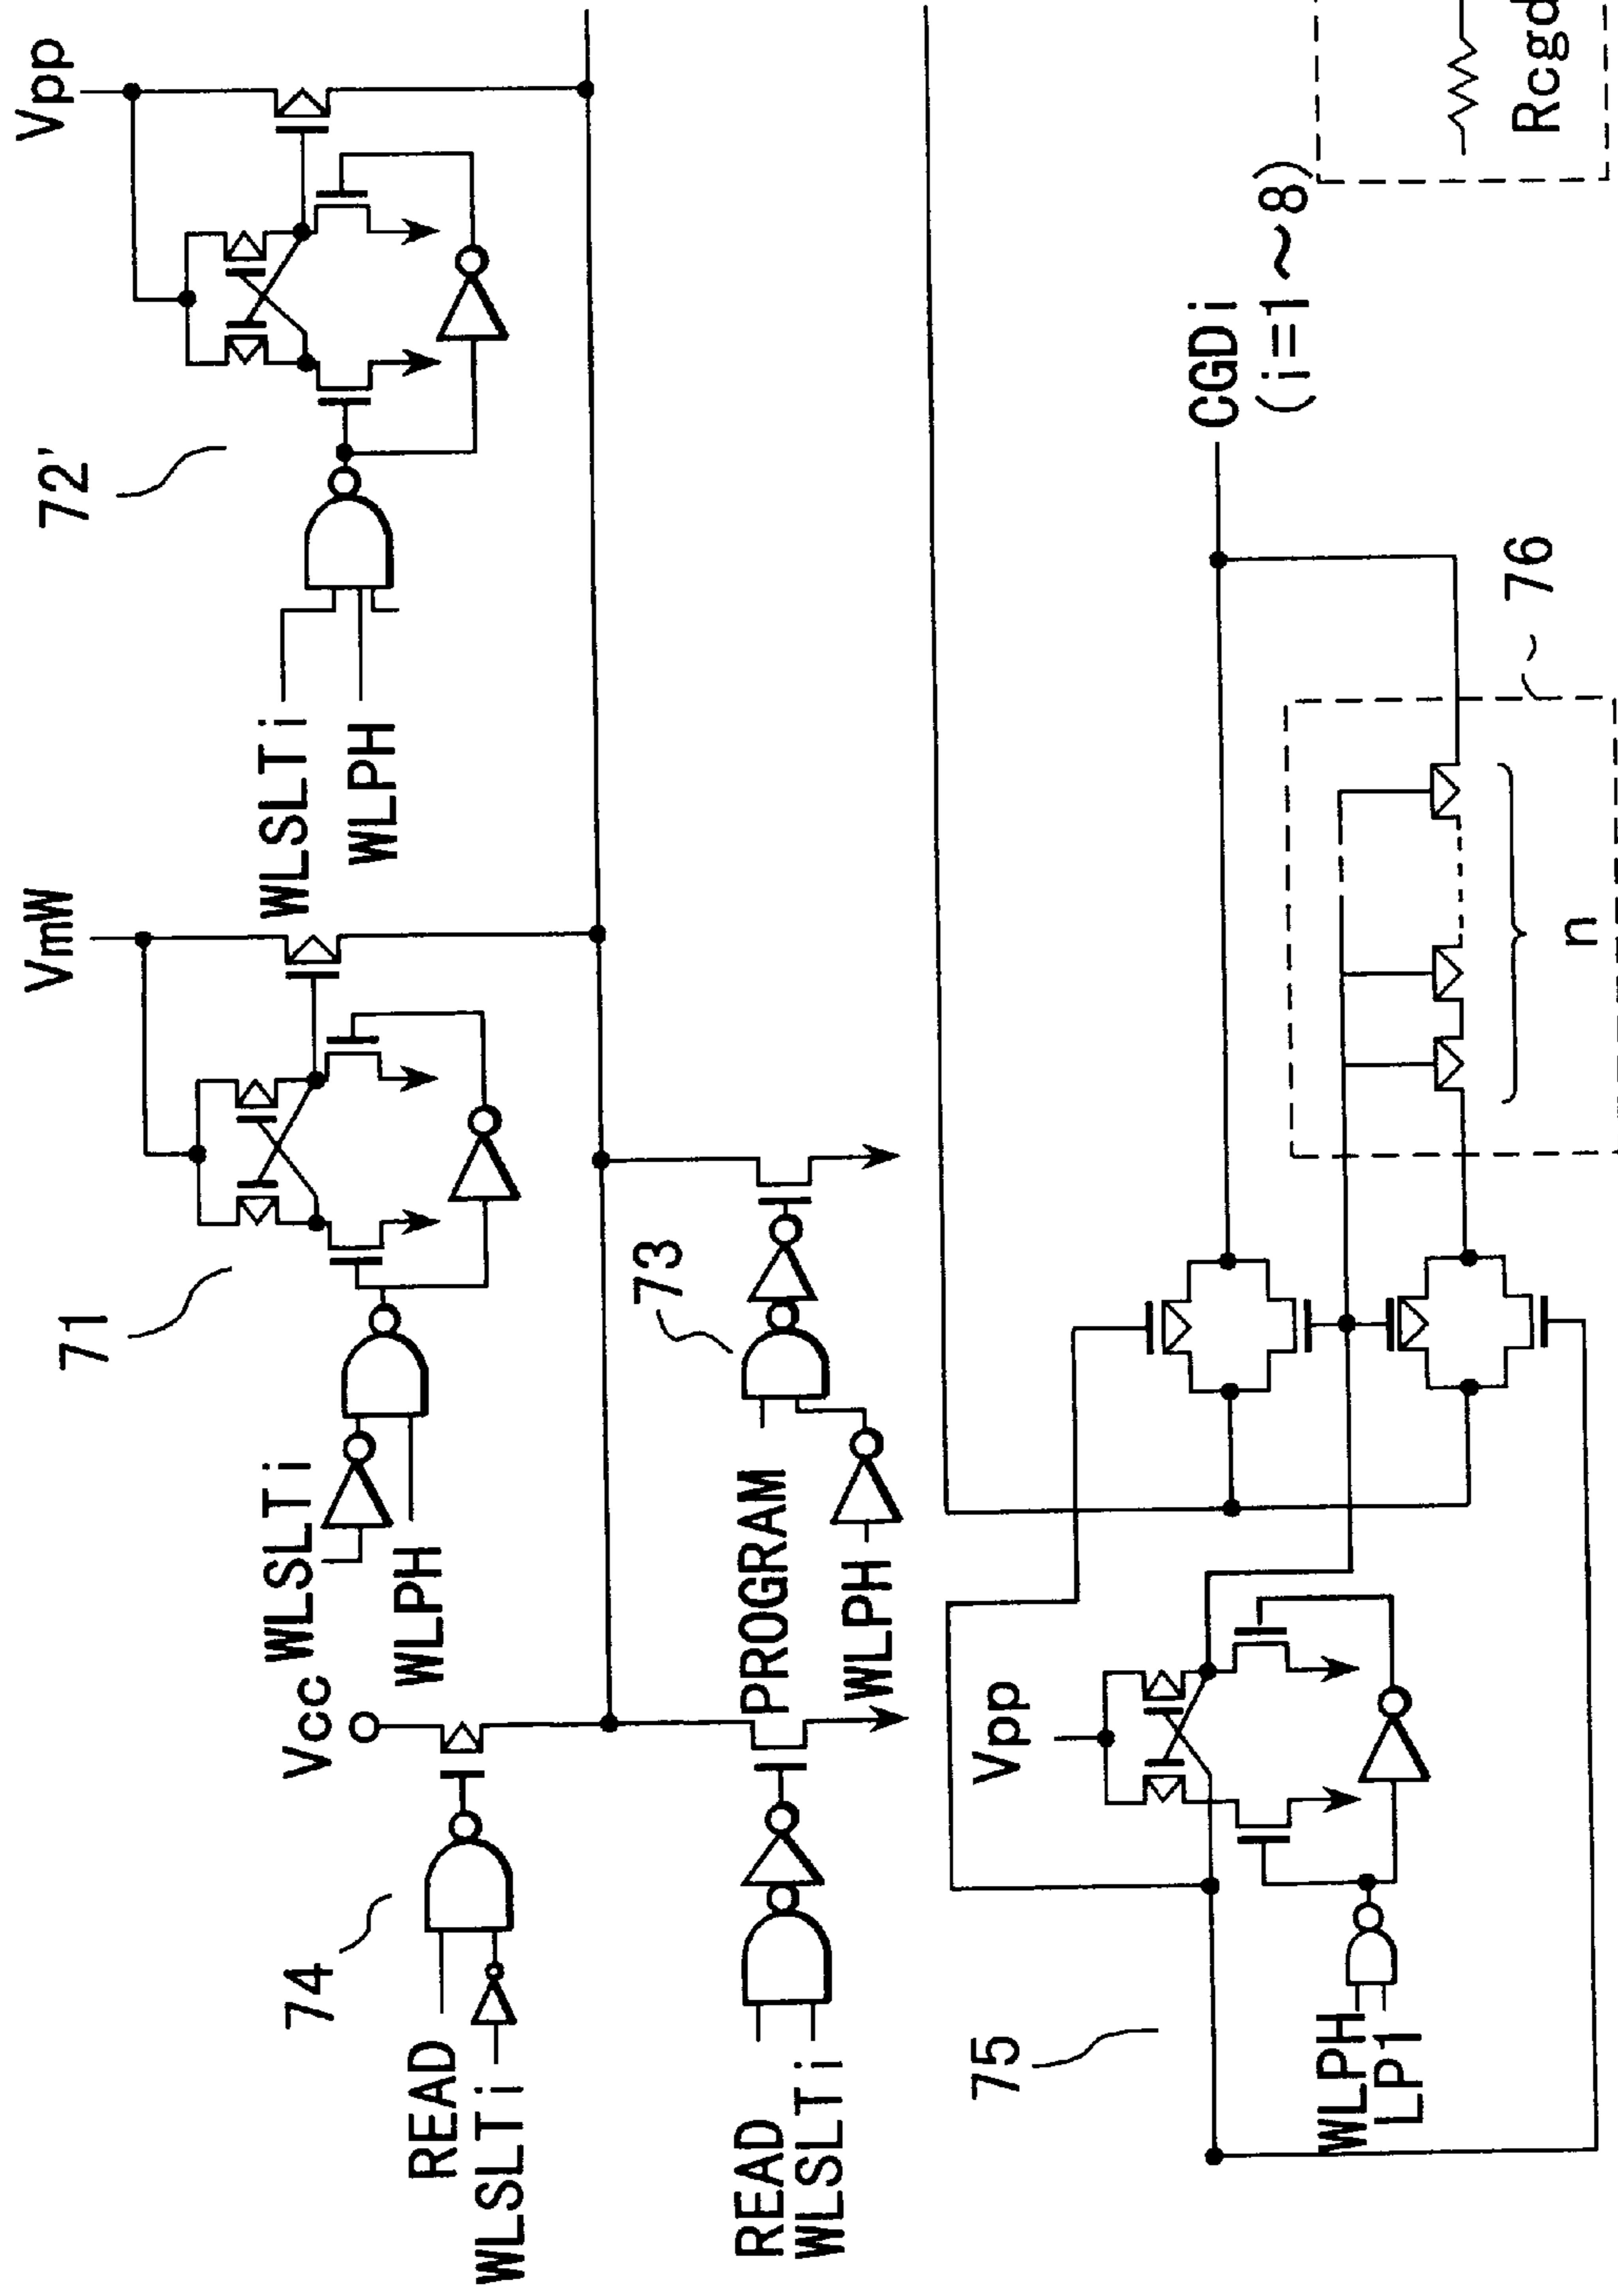 Vpp
72'
WLSLTi
WLPH
VmW
71
WLSLTi
WLPH
Vcc
74
READ
WLSLTi
73
PROGRAM
WLPH
READ
WLSLTi
CGDi
(i=1~8)
Rcgd
76
n
Vpp
75
WLPH
LP1